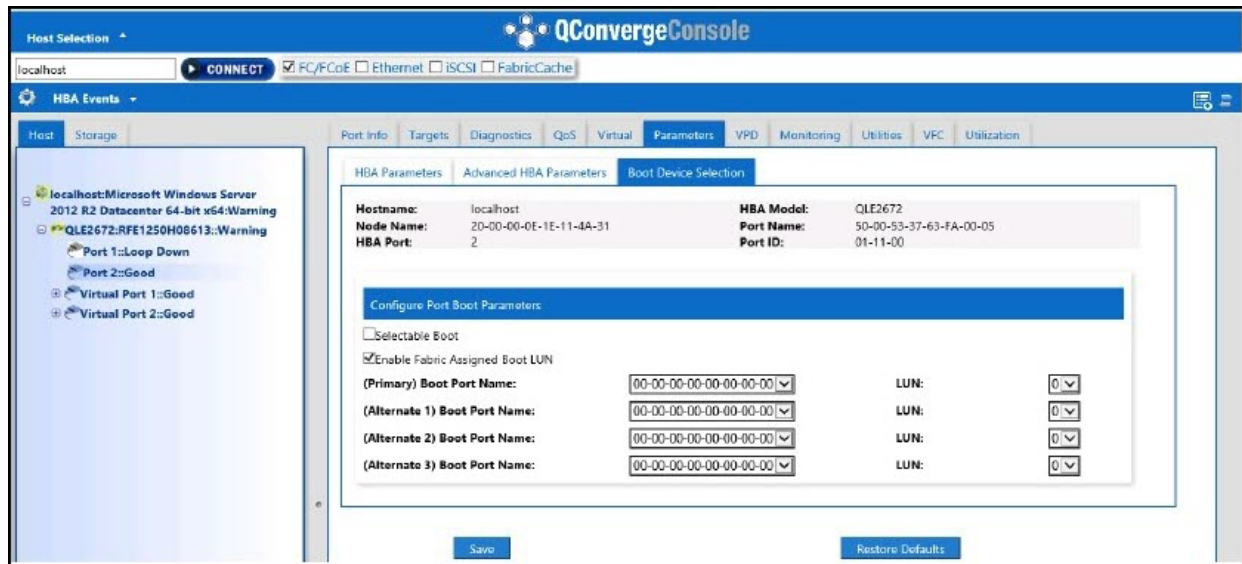 Host Selection
QConvergeConsole
localhost CONNECT FC/FCoE Ethernet iSCSI FabricCache
HBA Events
Host Storage
Port Info Targets Diagnostics QoS Virtual Parameters VPD Monitoring Utilities VFC Utilization
HBA Parameters Advanced HBA Parameters Boot Device Selection
localhost:Microsoft Windows Server
2012 R2 Datacenter 64-bit x64:Warning
QLE2672:RFE1250H08613::Warning
Port 1::Loop Down
Port 2::Good
Virtual Port 1::Good
Virtual Port 2::Good
Hostname: localhost HBA Model: QLE2672
Node Name: 20-00-00-0E-1E-11-4A-31 Port Name: 50-00-53-37-63-FA-00-05
HBA Port: 2 Port ID: 01-11-00
Configure Port Boot Parameters
Selectable Boot
Enable Fabric Assigned Boot LUN
(Primary) Boot Port Name: 00-00-00-00-00-00-00-00 LUN: 0
(Alternate 1) Boot Port Name: 00-00-00-00-00-00-00-00 LUN: 0
(Alternate 2) Boot Port Name: 00-00-00-00-00-00-00-00 LUN: 0
(Alternate 3) Boot Port Name: 00-00-00-00-00-00-00-00 LUN: 0
Save Restore Defaults